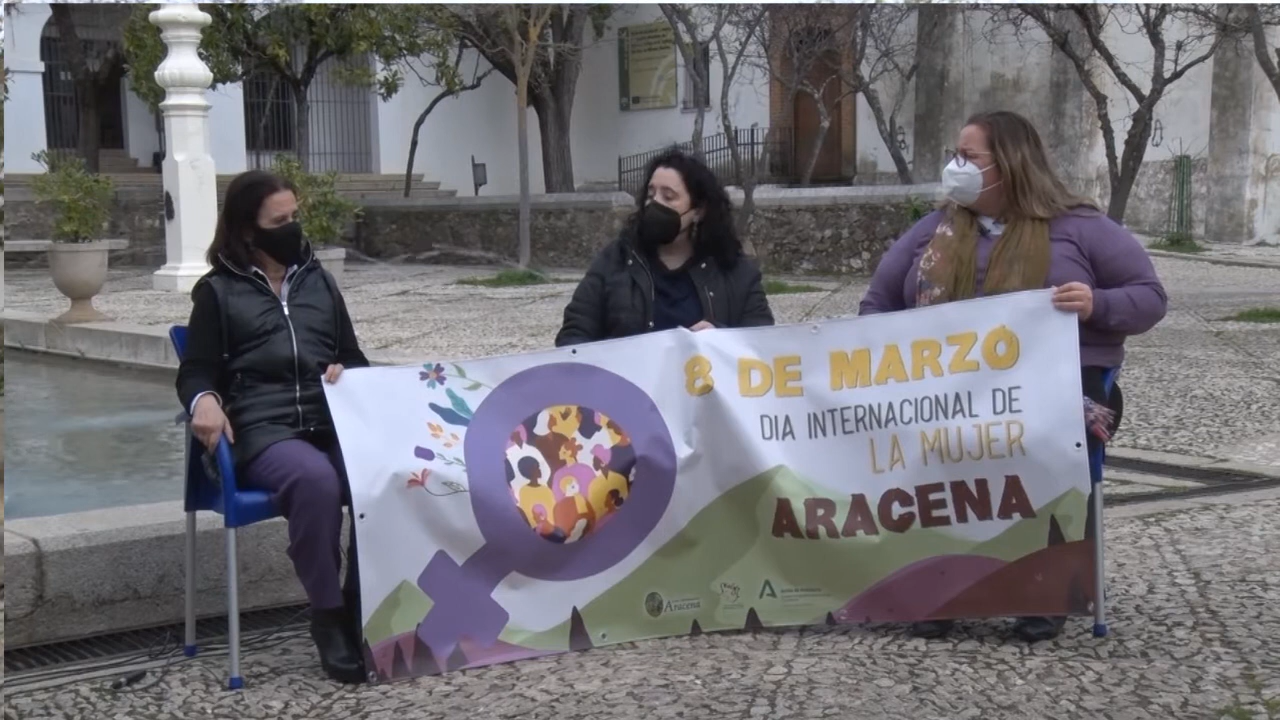 8 DE MARZO
DIA INTERNACIONAL DE
LA MUJER
ARACENA
Aracena